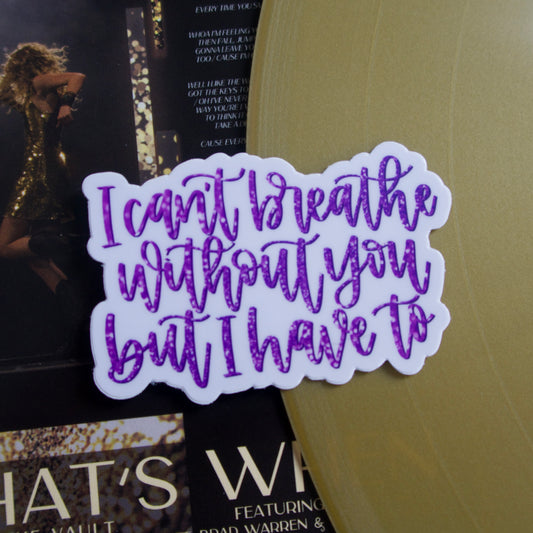 EVERY TIME YOU
WHOA I'M FEELING Y
THEN FALL, JUM
GONNA LEAVE YO
TOO / CAUSE I'
WELL I LIKE THE W
GOT THE KEYS TO
/ OH I'VE NEVER
WAY YOU'RE
TO THINK
TAKE A
CAUSE EVER
I can't breathe
without you
but I have to
HAT'S WH
VAULT
FEATURING
BRAD WARREN &